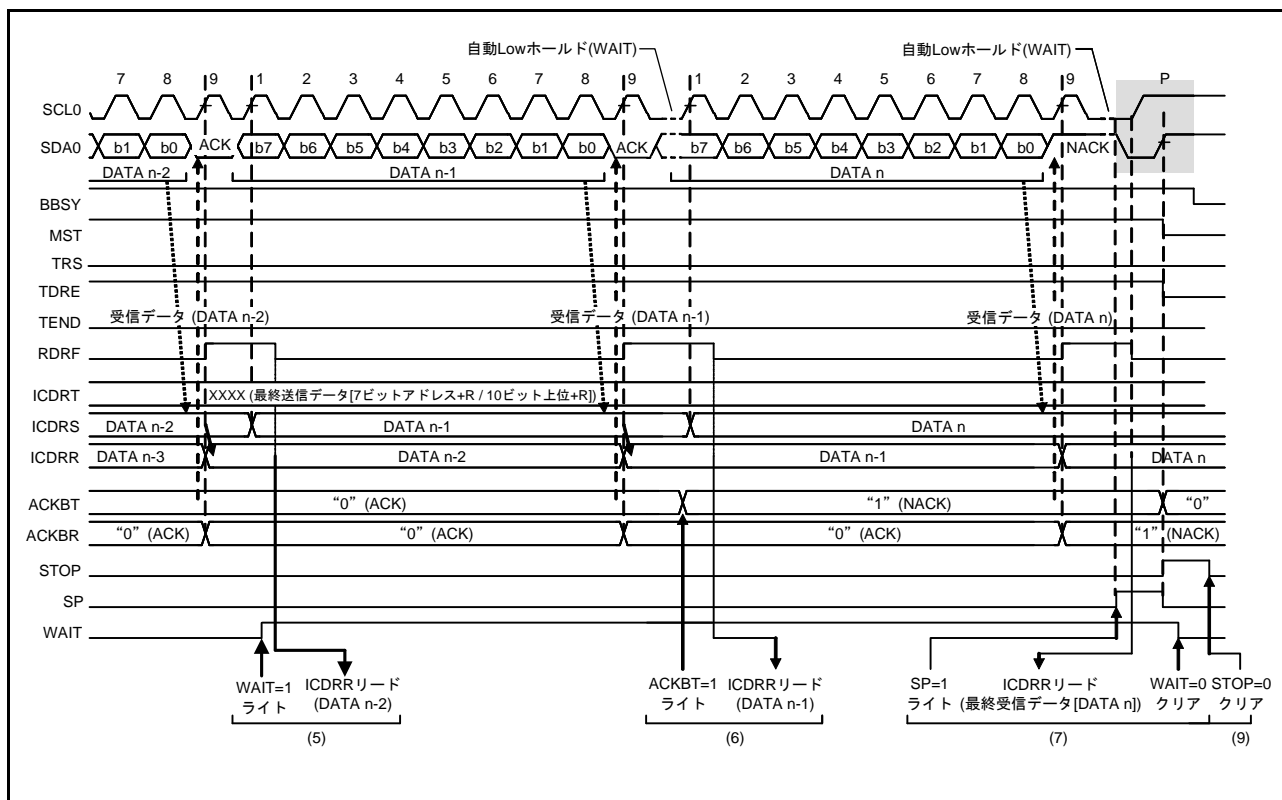 自動Lowホールド(WAIT)
自動Lowホールド(WAIT)
7 8 9 1 2 3 4 5 6 7 8 9 1 2 3 4 5 6 7 8 9 P
SCL0
SDA0 b1 b0 ACK b7 b6 b5 b4 b3 b2 b1 b0 ACK b7 b6 b5 b4 b3 b2 b1 b0 NACK
DATA n-2 DATA n-1 DATA n
BBSY
MST
TRS
TDRE
受信データ (DATA n-2) 受信データ (DATA n-1) 受信データ (DATA n)
TEND
RDRF
ICDRT XXXX (最終送信データ[7ビットアドレス+R / 10ビット上位+R])
ICDRS DATA n-2 DATA n-1 DATA n
ICDRR DATA n-3 DATA n-2 DATA n-1 DATA n
ACKBT “0” (ACK) “1” (NACK) “0”
ACKBR “0” (ACK) “0” (ACK) “0” (ACK) “1” (NACK)
STOP
SP
WAIT
WAIT=1 ICDRRリード ACKBT=1 ICDRRリード SP=1 ICDRRリード WAIT=0 STOP=0
ライト (DATA n-2) ライト (DATA n-1) ライト (最終受信データ[DATA n]) クリア クリア
(5) (6) (7) (9)